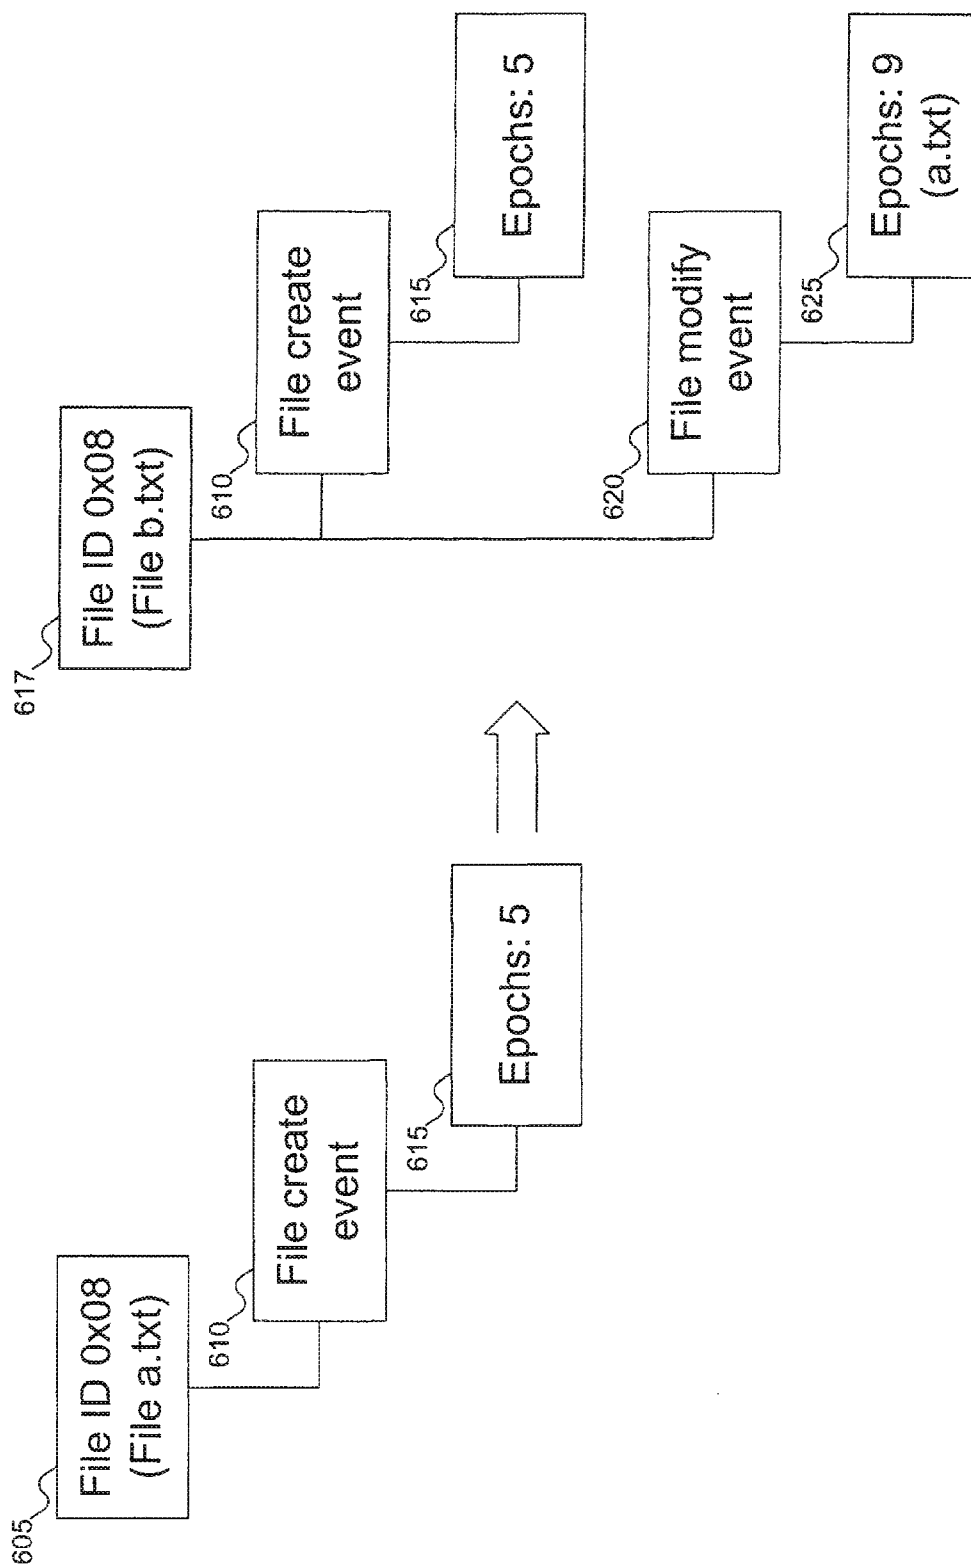 605
File ID 0x08
(File a.txt)
610
File create
event
615
Epochs: 5
617
File ID 0x08
(File b.txt)
610
File create
event
615
Epochs: 5
620
File modify
event
625
Epochs: 9
(a.txt)